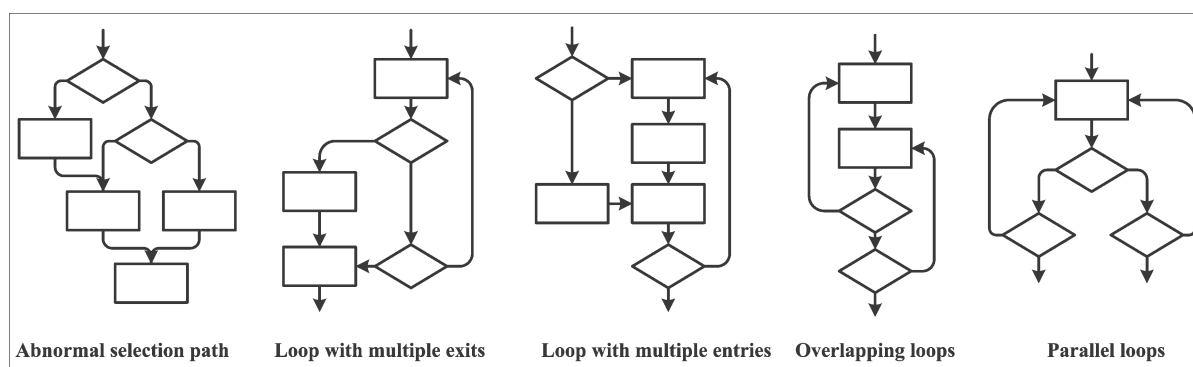 Abnormal selection path
Loop with multiple exits
Loop with multiple entries
Overlapping loops
Parallel loops